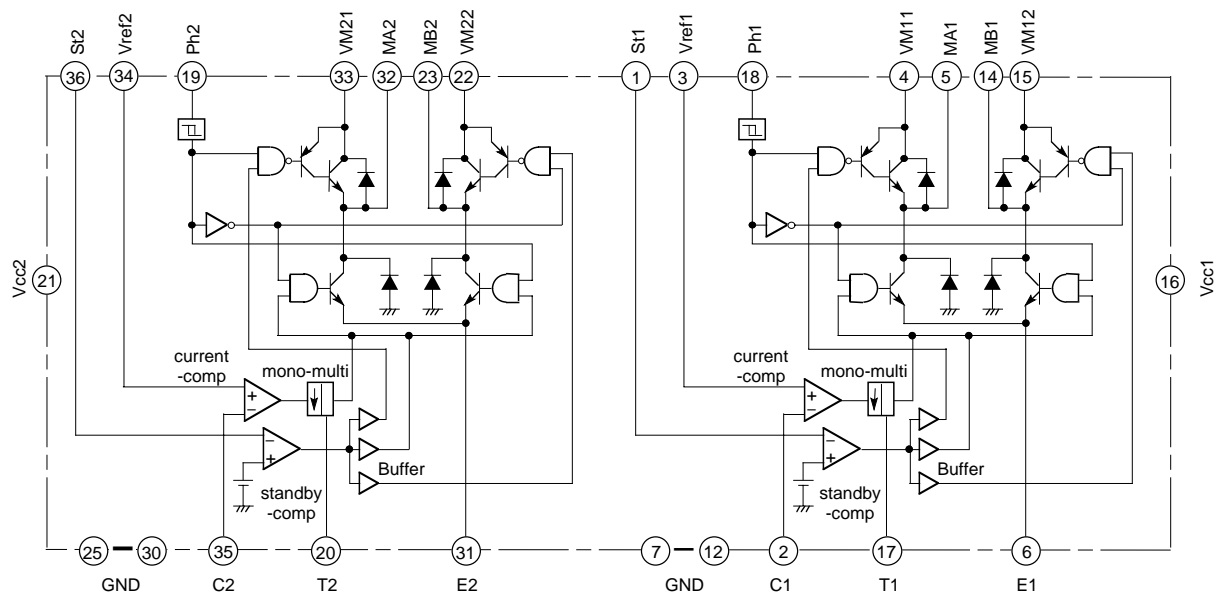 St2
Vref2
Ph2
VM21
MA2
MB2
VM22
St1
Vref1
Ph1
VM11
MA1
MB1
VM12
36
34
19
33
32
23
22
1
3
18
4
5
14
15
Vcc2
21
16
Vcc1
current
-comp
mono-multi
+
−
−
+
Buffer
standby
-comp
current
-comp
mono-multi
+
−
−
+
Buffer
standby
-comp
25 – 30
35
20
31
7 – 12
2
17
6
GND
C2
T2
E2
GND
C1
T1
E1